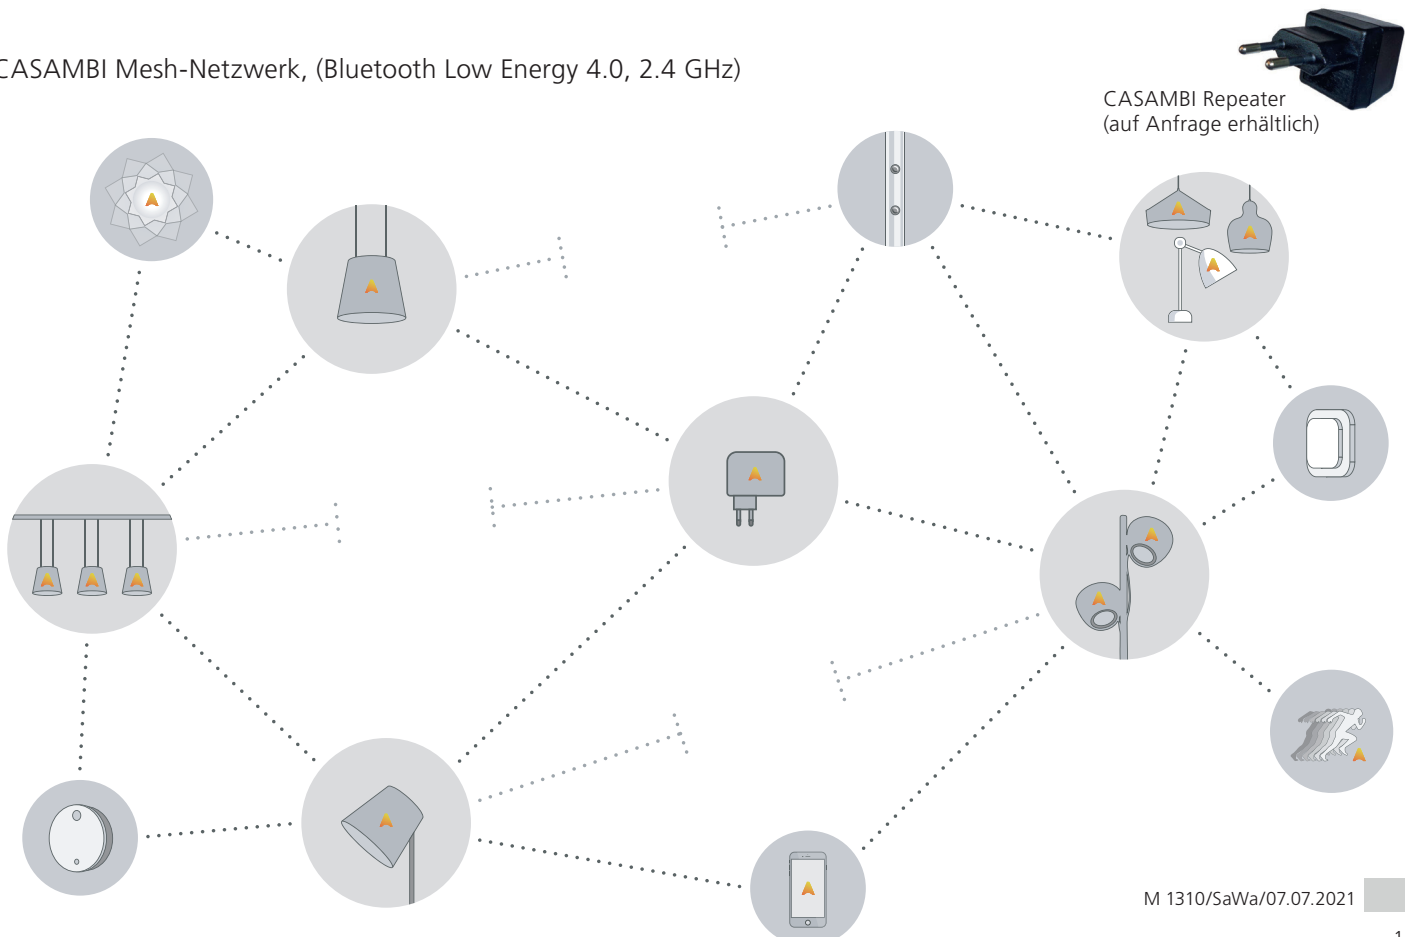 CASAMBI Mesh-Netzwerk, (Bluetooth Low Energy 4.0, 2.4 GHz)
CASAMBI Repeater
(auf Anfrage erhältlich)
M 1310/SaWa/07.07.2021
1